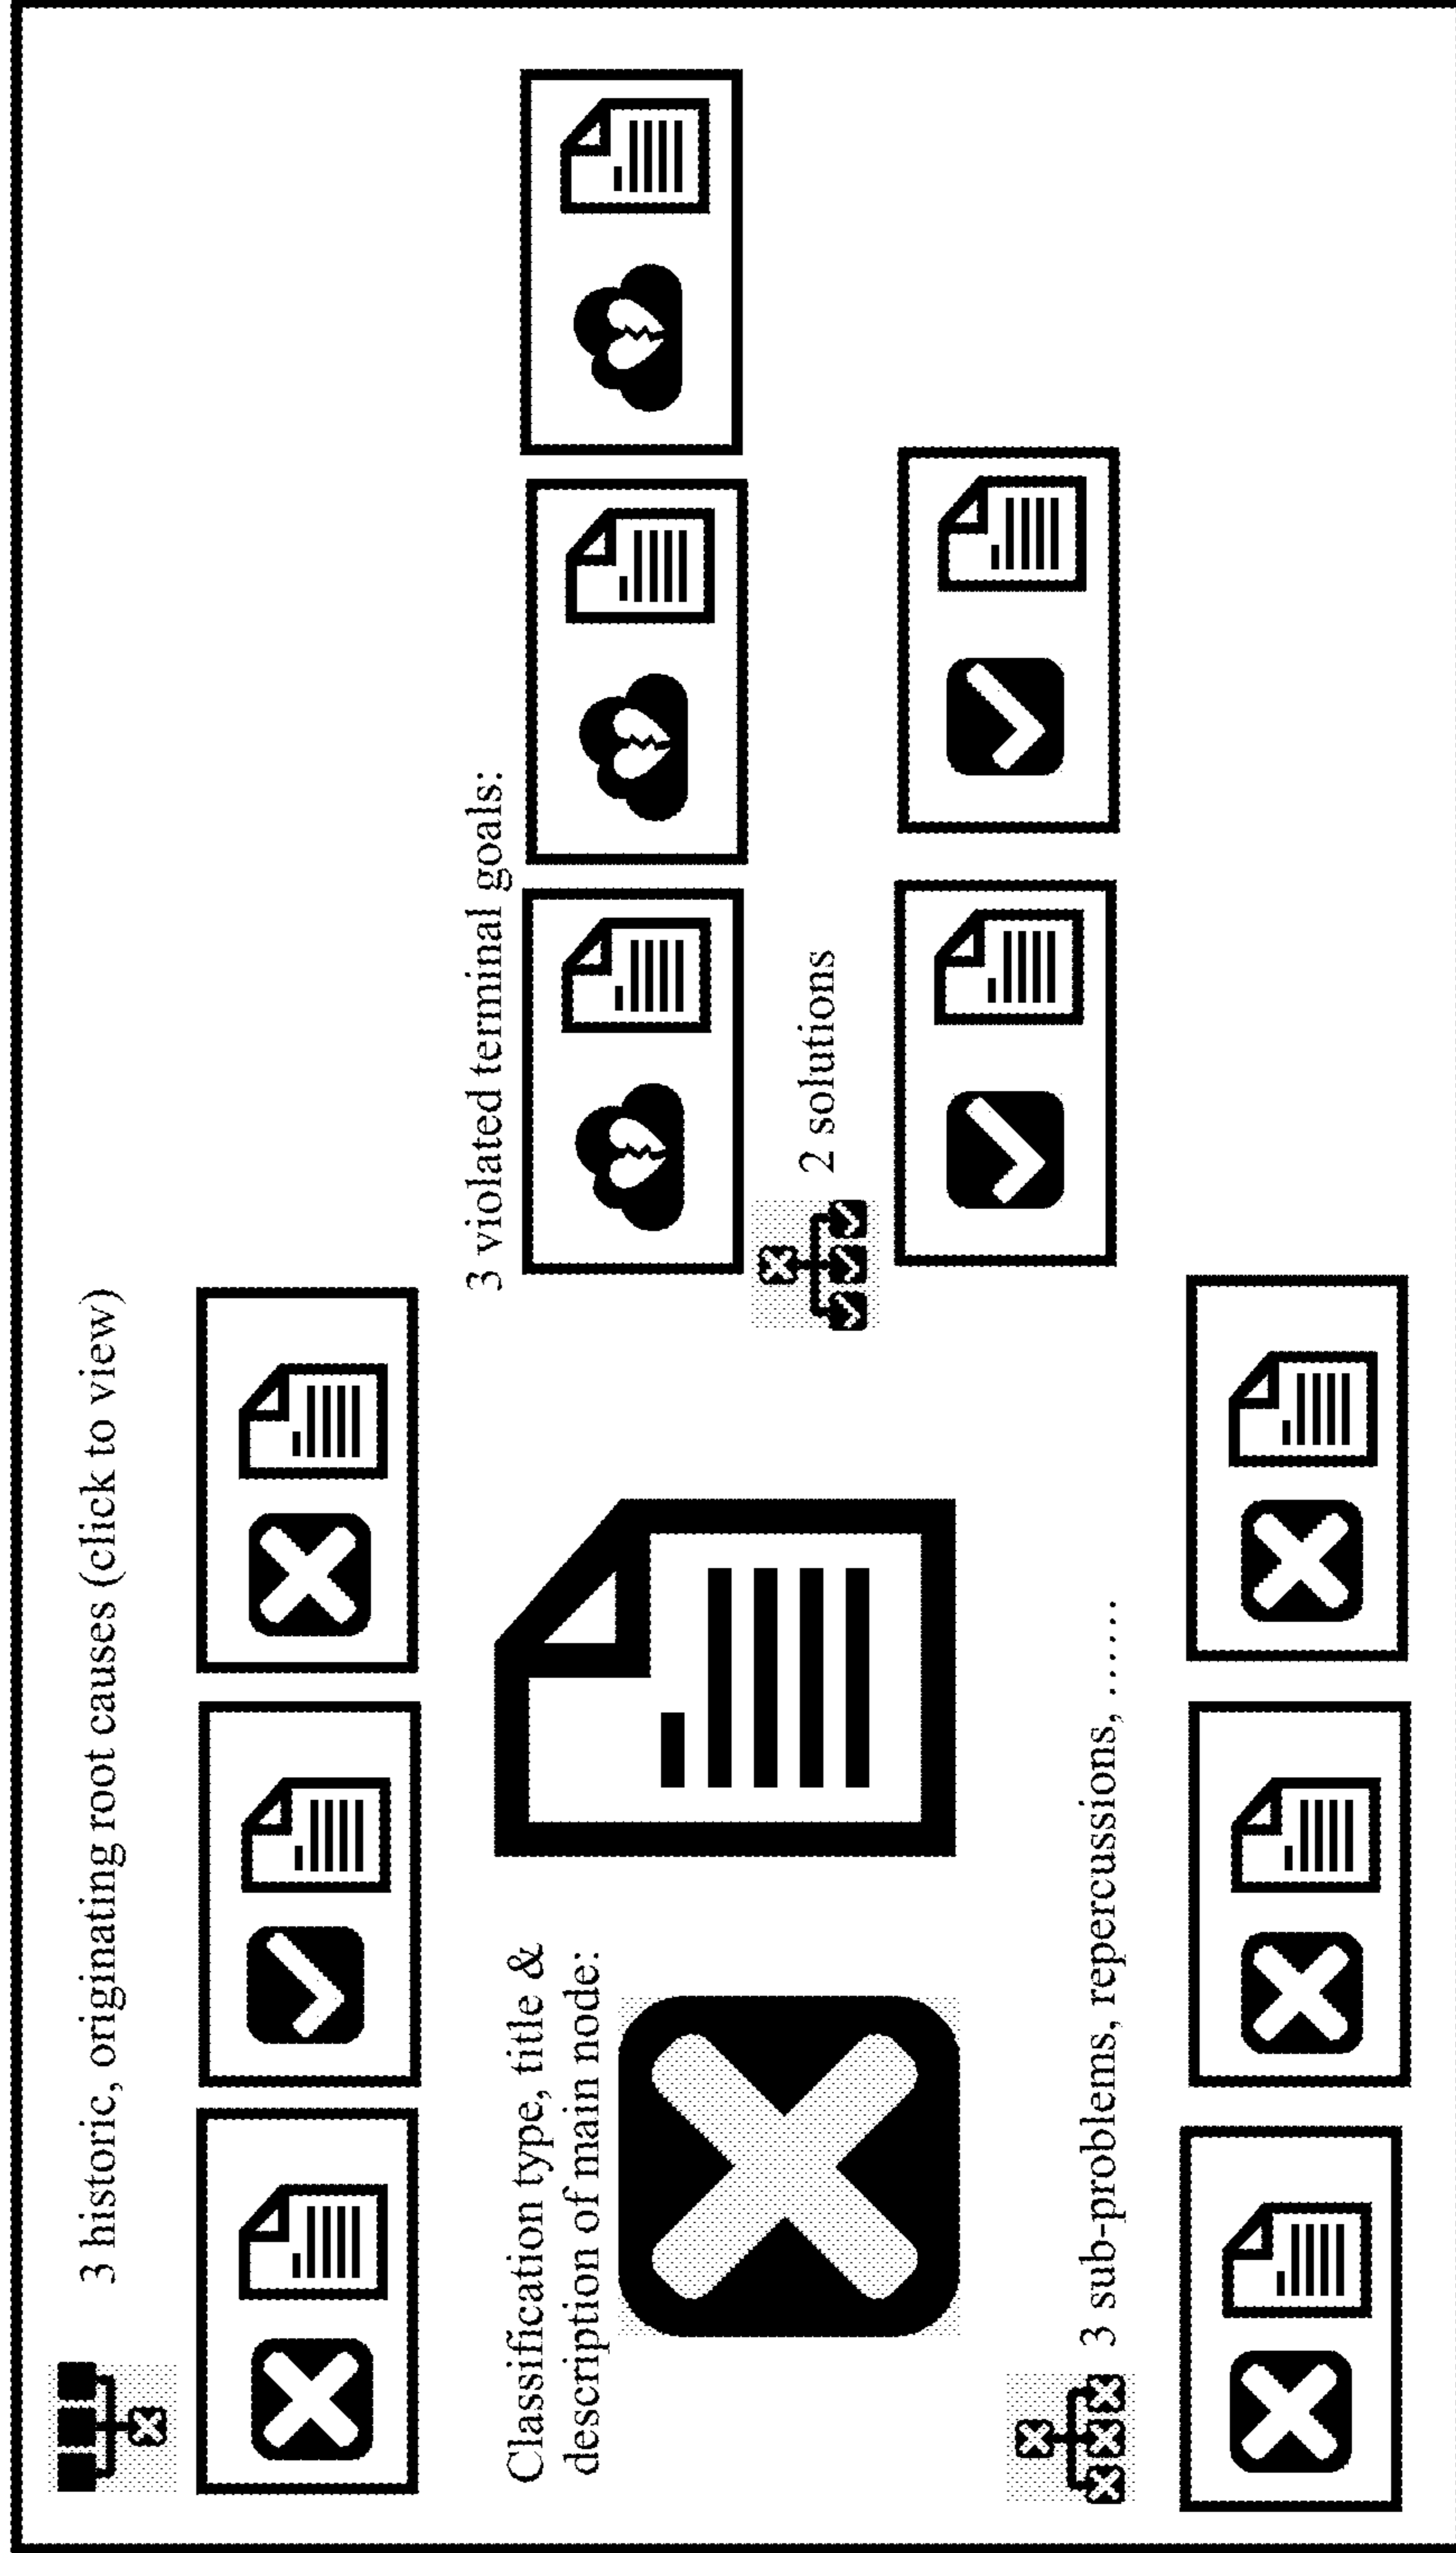 3 historic, originating root causes (click to view)
Classification type, title &
description of main node:
3 violated terminal goals:
2 solutions
3 sub-problems, repercussions, ......